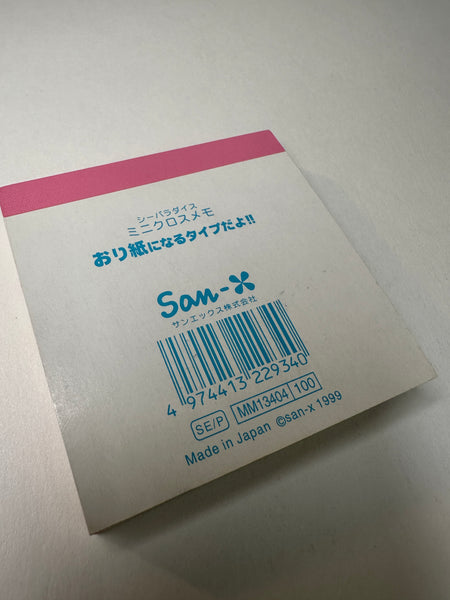 シーパラダイス
ミニクロスメモ
おり紙になるタイプだよ!!
San-x
サンエックス株式会社
4 974413 229340
SE/P MM13404 100
Made in Japan ©san-x 1999